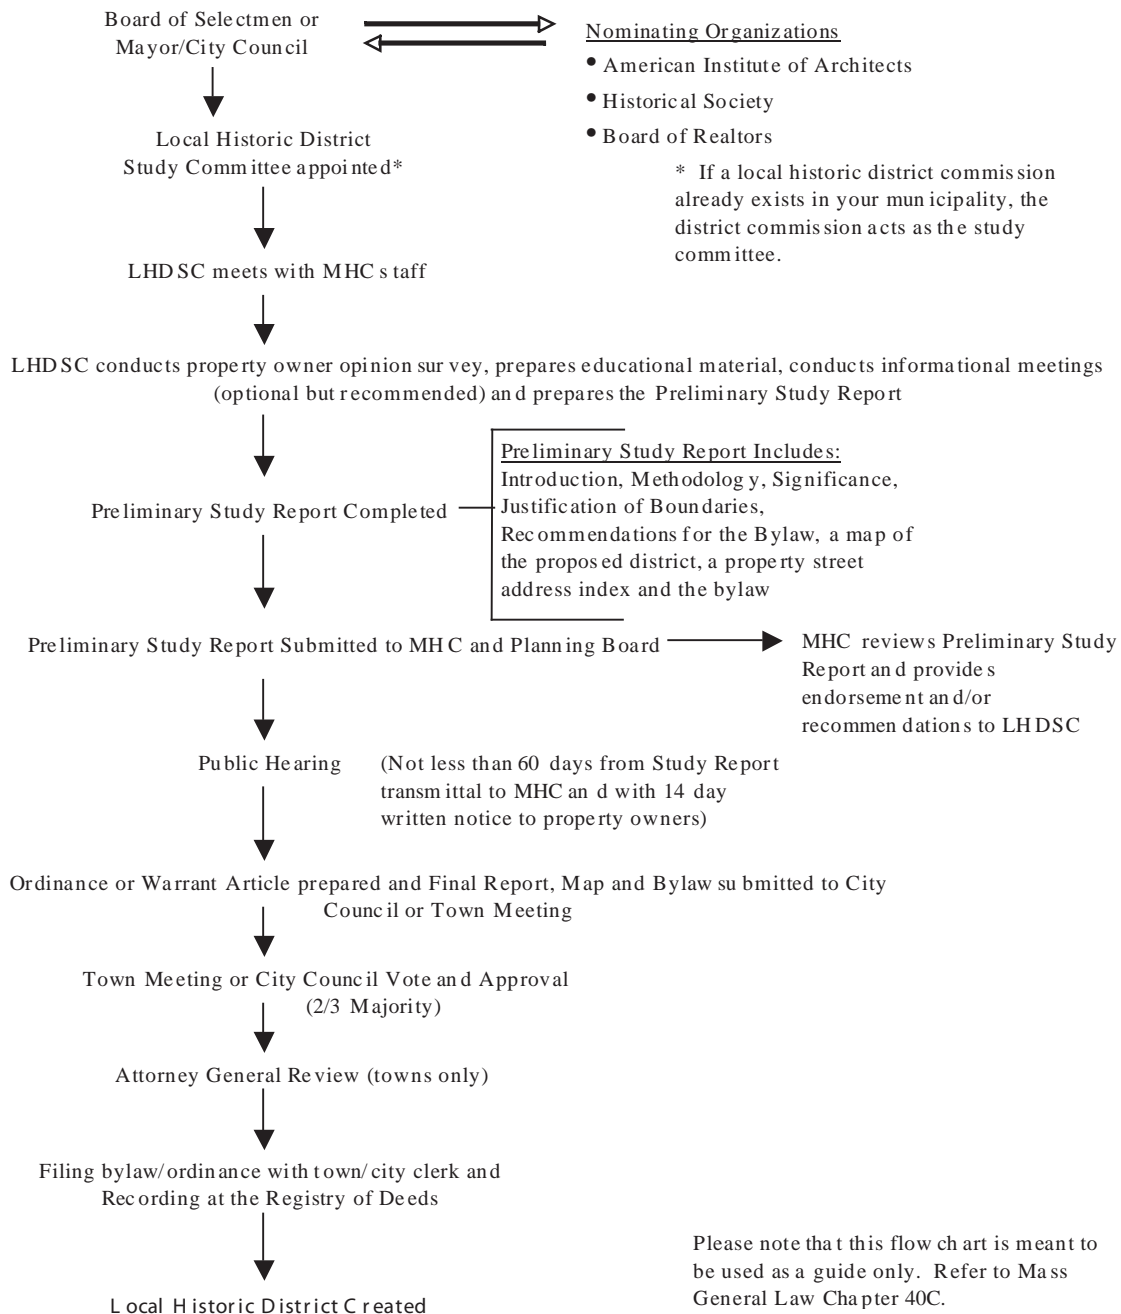 Board of Selectmen or
Mayor/City Council
Nominating Organizations
• American Institute of Architects
• Historical Society
• Board of Realtors
* If a local historic district commission
already exists in your municipality, the
district commission acts as the study
committee.
Local Historic District
Study Committee appointed*
LHDSC meets with MHC staff
LHDSC conducts property owner opinion survey, prepares educational material, conducts informational meetings
(optional but recommended) and prepares the Preliminary Study Report
Preliminary Study Report Completed
Preliminary Study Report Includes:
Introduction, Methodology, Significance,
Justification of Boundaries,
Recommendations for the Bylaw, a map of
the proposed district, a property street
address index and the bylaw
Preliminary Study Report Submitted to MHC and Planning Board
MHC reviews Preliminary Study
Report and provides
endorsement and/or
recommendations to LHDSC
Public Hearing
(Not less than 60 days from Study Report
transmittal to MHC and with 14 day
written notice to property owners)
Ordinance or Warrant Article prepared and Final Report, Map and Bylaw submitted to City
Council or Town Meeting
Town Meeting or City Council Vote and Approval
(2/3 Majority)
Attorney General Review (towns only)
Filing bylaw/ordinance with town/city clerk and
Recording at the Registry of Deeds
Local Historic District Created
Please note that this flow chart is meant to
be used as a guide only. Refer to Mass
General Law Chapter 40C.